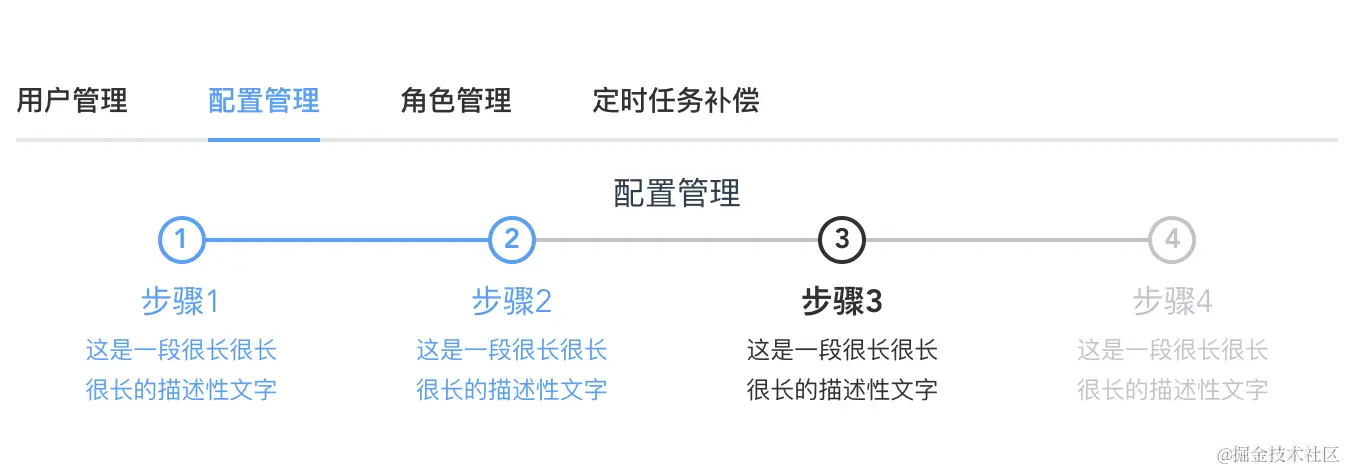 用户管理 配置管理 角色管理 定时任务补偿
配置管理
1 2 3 4
步骤1 步骤2 步骤3 步骤4
这是一段很长很长 这是一段很长很长 这是一段很长很长 这是一段很长很长
很长的描述性文字 很长的描述性文字 很长的描述性文字 很长的描述性文字
@掘金技术社区